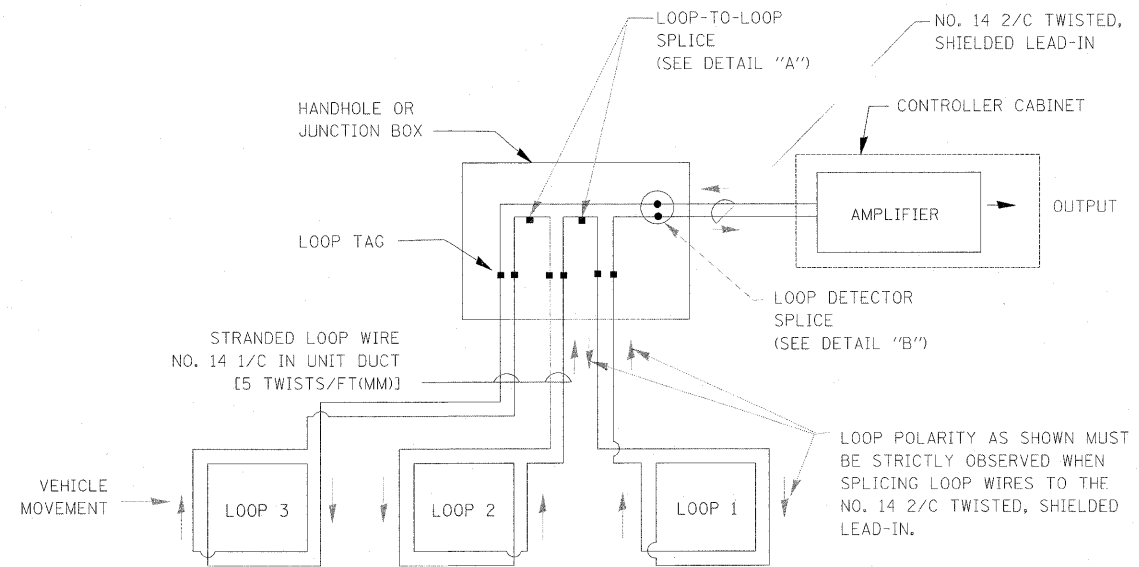 LOOP-TO-LOOP
SPLICE
(SEE DETAIL "A")
NO. 14 2/C TWISTED,
SHIELDED LEAD-IN
HANDHOLE OR
JUNCTION BOX
CONTROLLER CABINET
AMPLIFIER
OUTPUT
LOOP TAG
LOOP DETECTOR
SPLICE
(SEE DETAIL "B")
STRANDED LOOP WIRE
NO. 14 1/C IN UNIT DUCT
[5 TWISTS/FT(MM)]
LOOP POLARITY AS SHOWN MUST
BE STRICTLY OBSERVED WHEN
SPLICING LOOP WIRES TO THE
NO. 14 2/C TWISTED, SHIELDED
LEAD-IN.
VEHICLE
MOVEMENT
LOOP 3
LOOP 2
LOOP 1